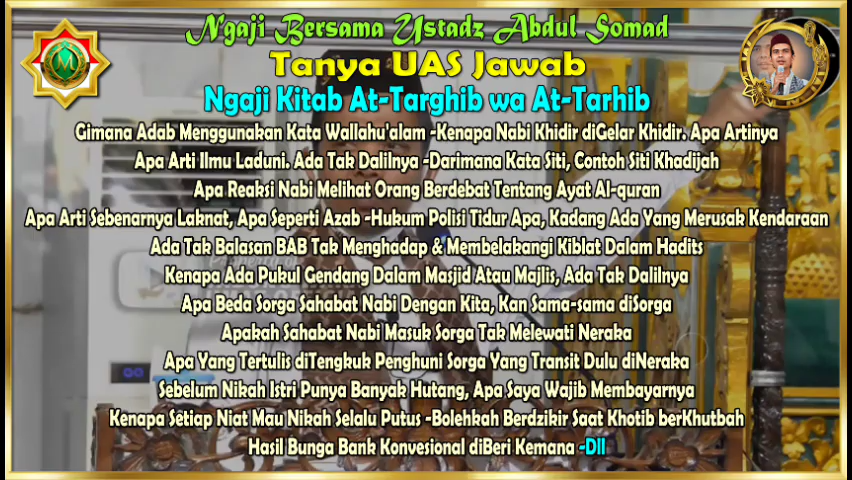 Ngaji Bersama Ustadz Abdul Somad
Tanya UAS Jawab
Ngaji Kitab At-Targhib wa At-Tarhib
Gimana Adab Menggunakan Kata Wallahu'alam -Kenapa Nabi Khidir diGelar Khidir. Apa Artinya
Apa Arti Ilmu Laduni. Ada Tak Dalilnya -Darimana Kata Siti, Contoh Siti Khadijah
Apa Reaksi Nabi Melihat Orang Berdebat Tentang Ayat Al-quran
Apa Arti Sebenarnya Laknat, Apa Seperti Azab -Hukum Polisi Tidur Apa, Kadang Ada Yang Merusak Kendaraan
Ada Tak Balasan BAB Tak Menghadap & Membelakangi Kiblat Dalam Hadits
Kenapa Ada Pukul Gendang Dalam Masjid Atau Majlis, Ada Tak Dalilnya
Apa Beda Sorga Sahabat Nabi Dengan Kita, Kan Sama-sama diSorga
Apakah Sahabat Nabi Masuk Sorga Tak Melewati Neraka
Apa Yang Tertulis diTengkuk Penghuni Sorga Yang Transit Dulu diNeraka
Sebelum Nikah Istri Punya Banyak Hutang, Apa Saya Wajib Membayarnya
Kenapa Setiap Niat Mau Nikah Selalu Putus -Bolehkah Berdzikir Saat Khotib berKhutbah
Hasil Bunga Bank Konvesional diBeri Kemana -Dll